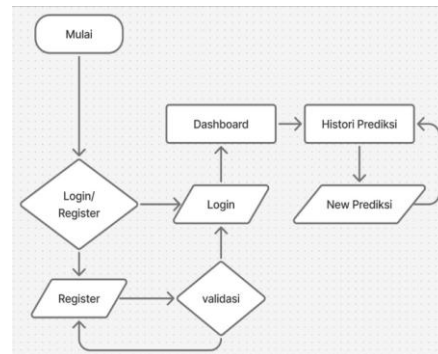 Mulai
Dashboard
Histori Prediksi
Login/
Register
Login
New Prediksi
Register
validasi